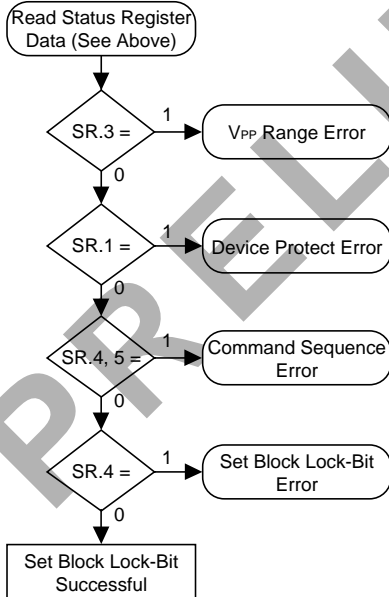 Read Status Register
Data (See Above)
SR.3 =
1
VPP Range Error
0
SR.1 =
1
Device Protect Error
0
SR.4, 5 =
1
Command Sequence
Error
0
SR.4 =
1
Set Block Lock-Bit
Error
0
Set Block Lock-Bit
Successful
PRELI